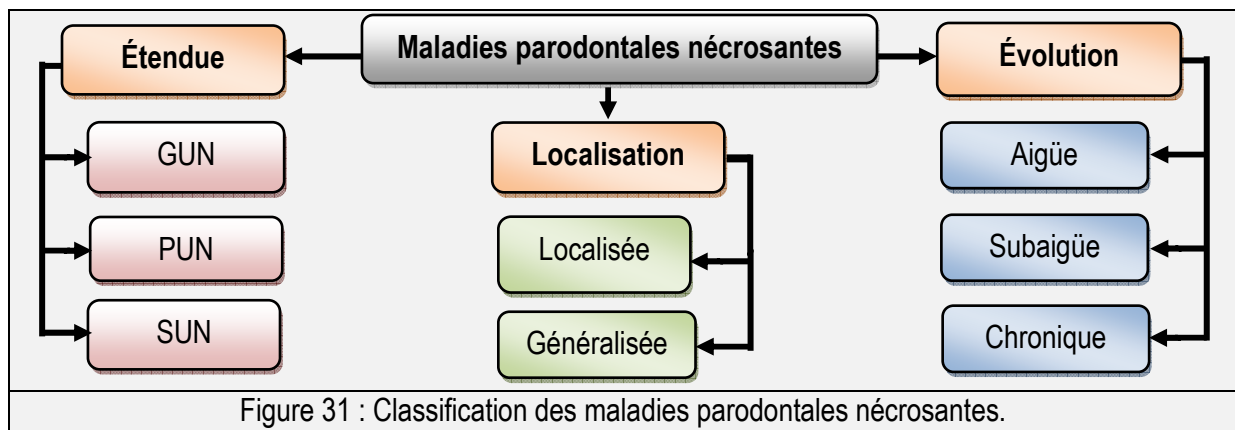 Maladies parodontales nécrosantes
Étendue
GUN
PUN
SUN
Localisation
Localisée
Généralisée
Évolution
Aigüe
Subaigüe
Chronique
Figure 31 : Classification des maladies parodontales nécrosantes.